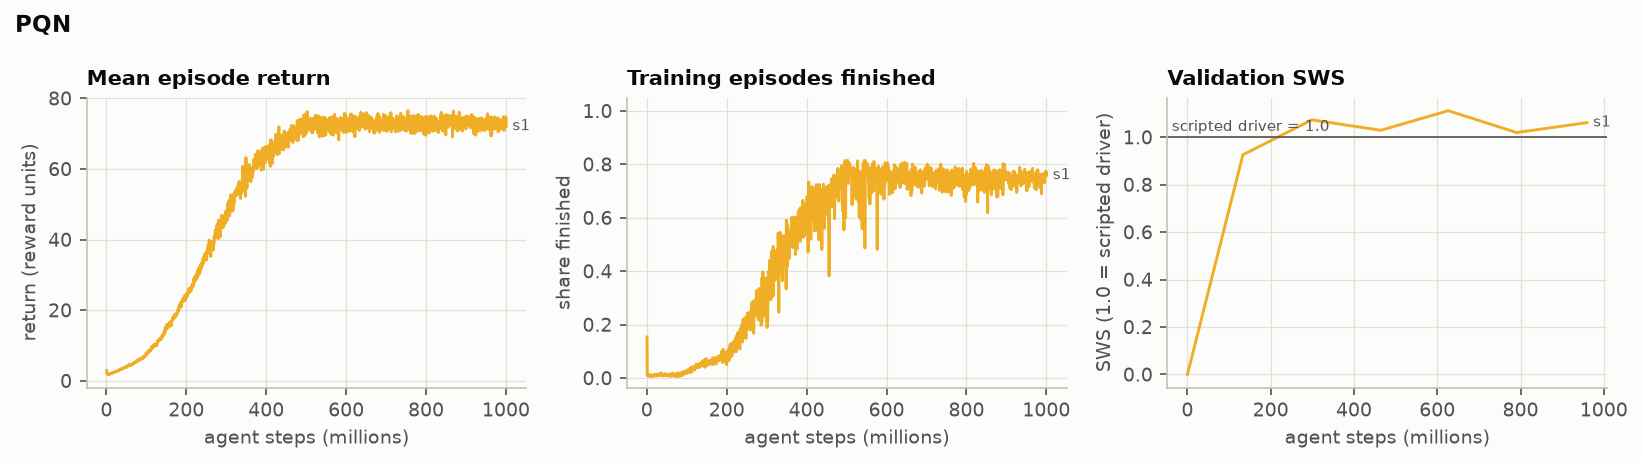 PQN
Mean episode return
return (reward units)
80
60
40
20
0
s1
0 200 400 600 800 1000
agent steps (millions)
Training episodes finished
share finished
1.0
0.8
0.6
0.4
0.2
0.0
s1
0 200 400 600 800 1000
agent steps (millions)
Validation SWS
SWS (1.0 = scripted driver)
scripted driver = 1.0
1.0
0.8
0.6
0.4
0.2
0.0
s1
0 200 400 600 800 1000
agent steps (millions)